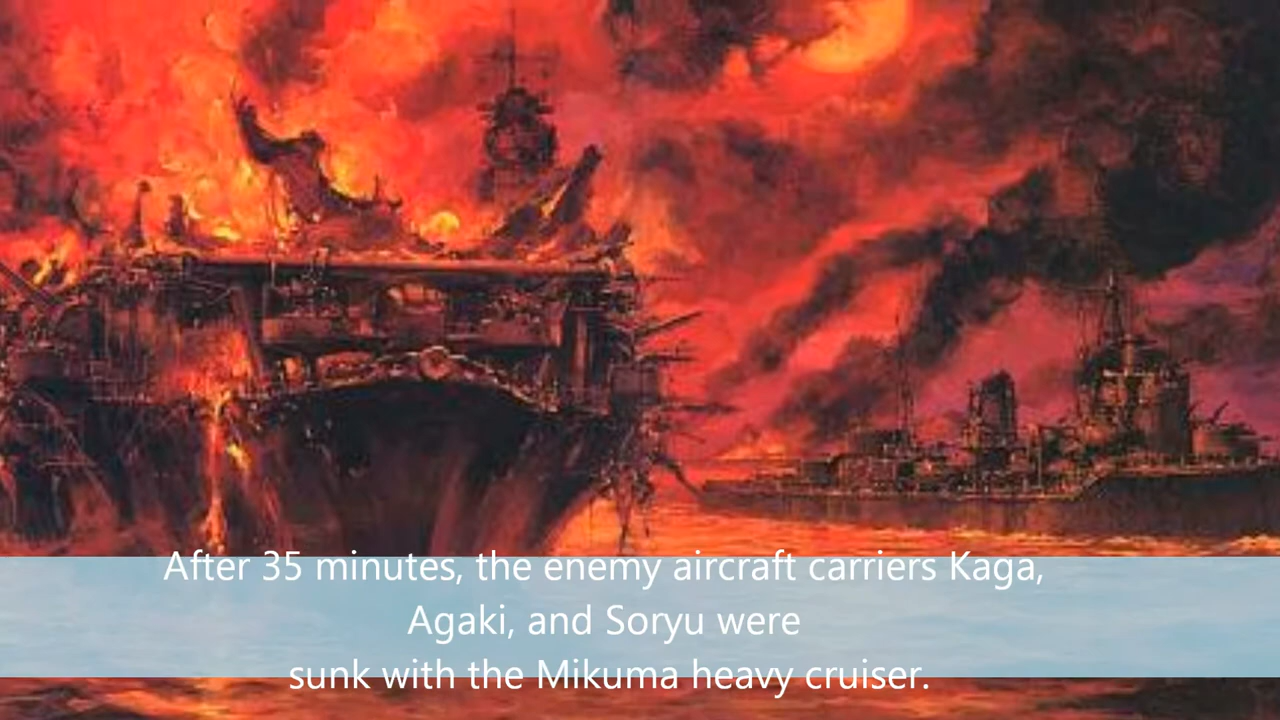 After 35 minutes, the enemy aircraft carriers Kaga,
Agaki, and Soryu were
sunk with the Mikuma heavy cruiser.